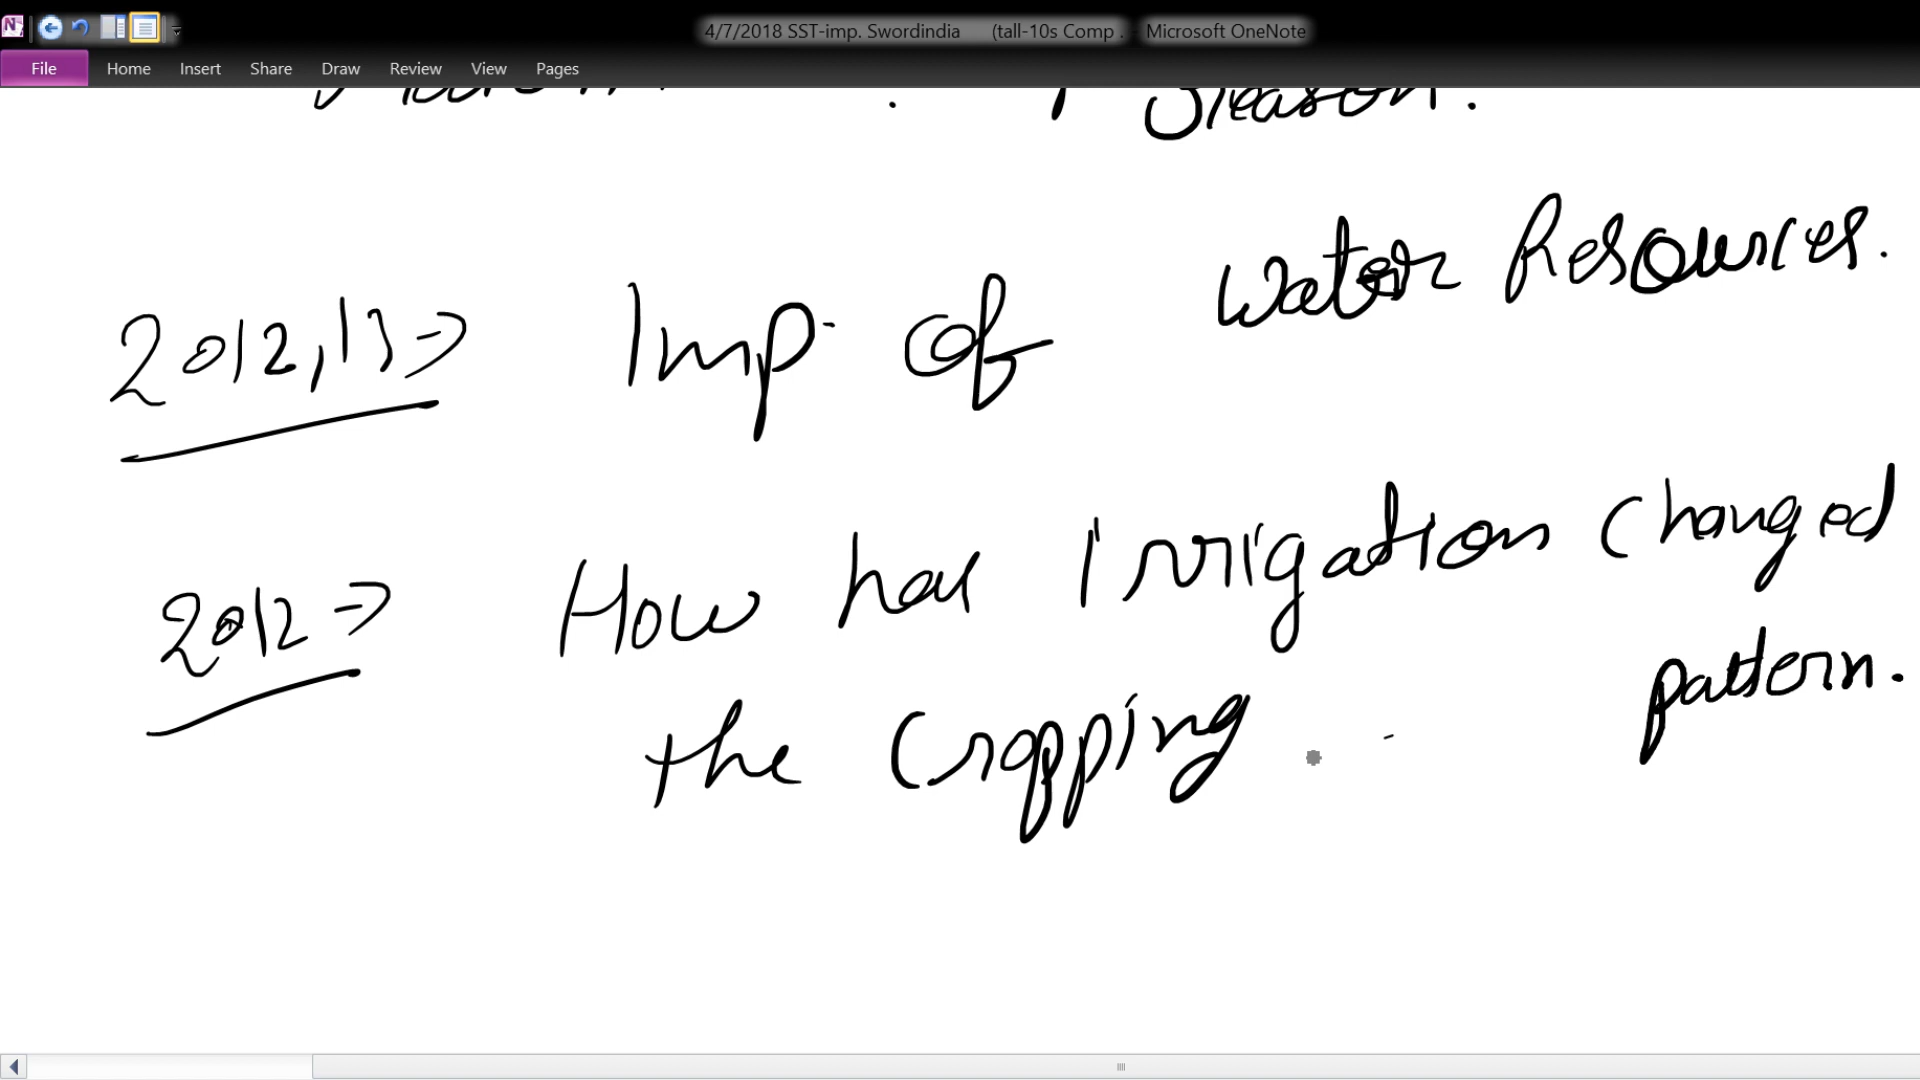 4/7/2018 SST-imp. Swordindia (tall-10s Comp . - Microsoft OneNote
File Home Insert Share Draw Review View Pages
Season.
2012,13 => Imp. of Water Resources.
2012 => How has Irrigation changed
the Cropping pattern.